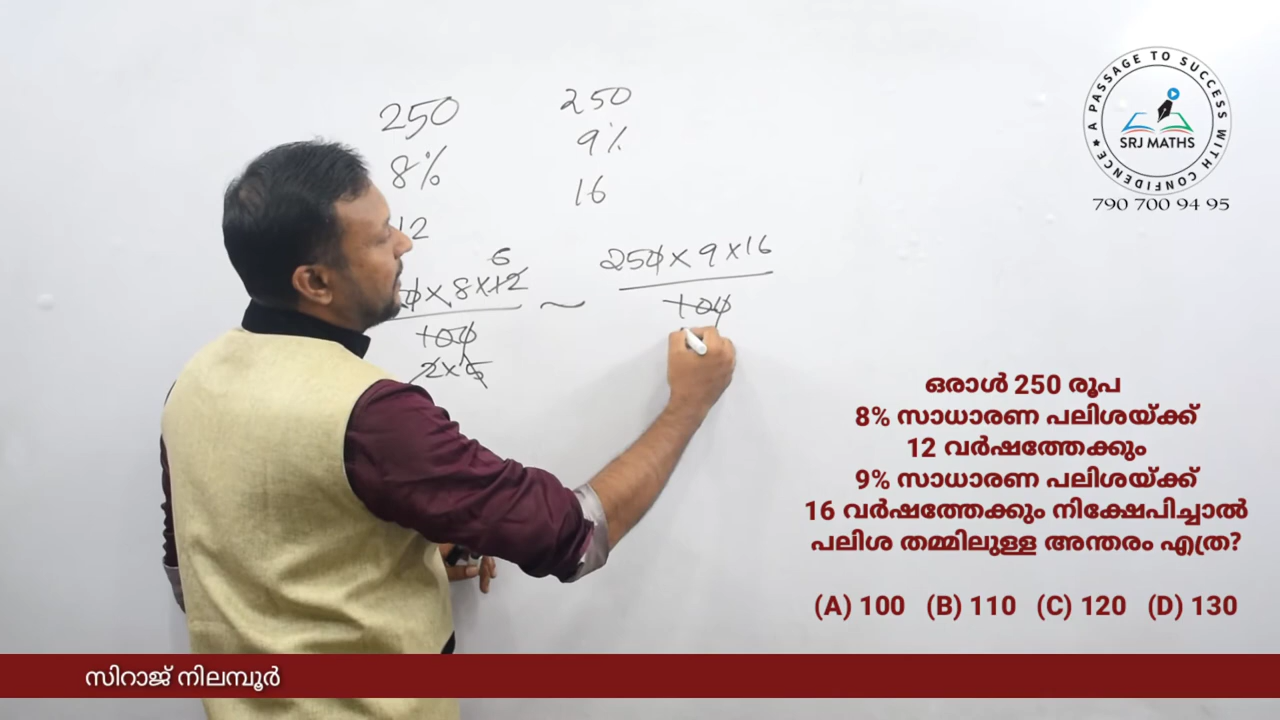 250
250
8%
9%
12
16
6
0×8×12
~
250×9×16
100
100
2×5
A PASSAGE TO SUCCESS WITH CONFIDENCE
SRJ MATHS
790 700 94 95
ഒരാൾ 250 രൂപ
8% സാധാരണ പലിശയ്ക്ക്
12 വർഷത്തേക്കും
9% സാധാരണ പലിശയ്ക്ക്
16 വർഷത്തേക്കും നിക്ഷേപിച്ചാൽ
പലിശ തമ്മിലുള്ള അന്തരം എത്ര?
(A) 100 (B) 110 (C) 120 (D) 130
സിറാജ് നിലമ്പൂർ